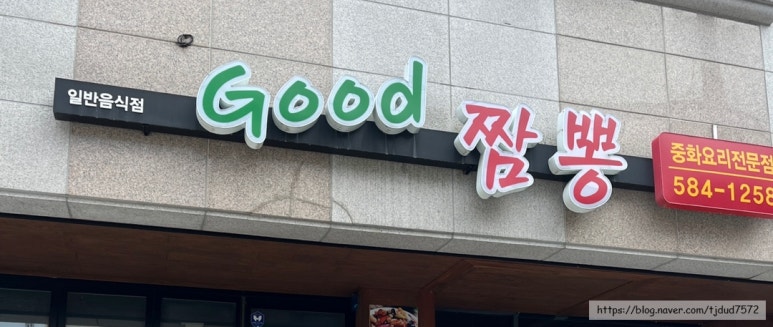 일반음식점
Good 짬뽕
중화요리전문점
584-1258
https://blog.naver.com/tjdud7572